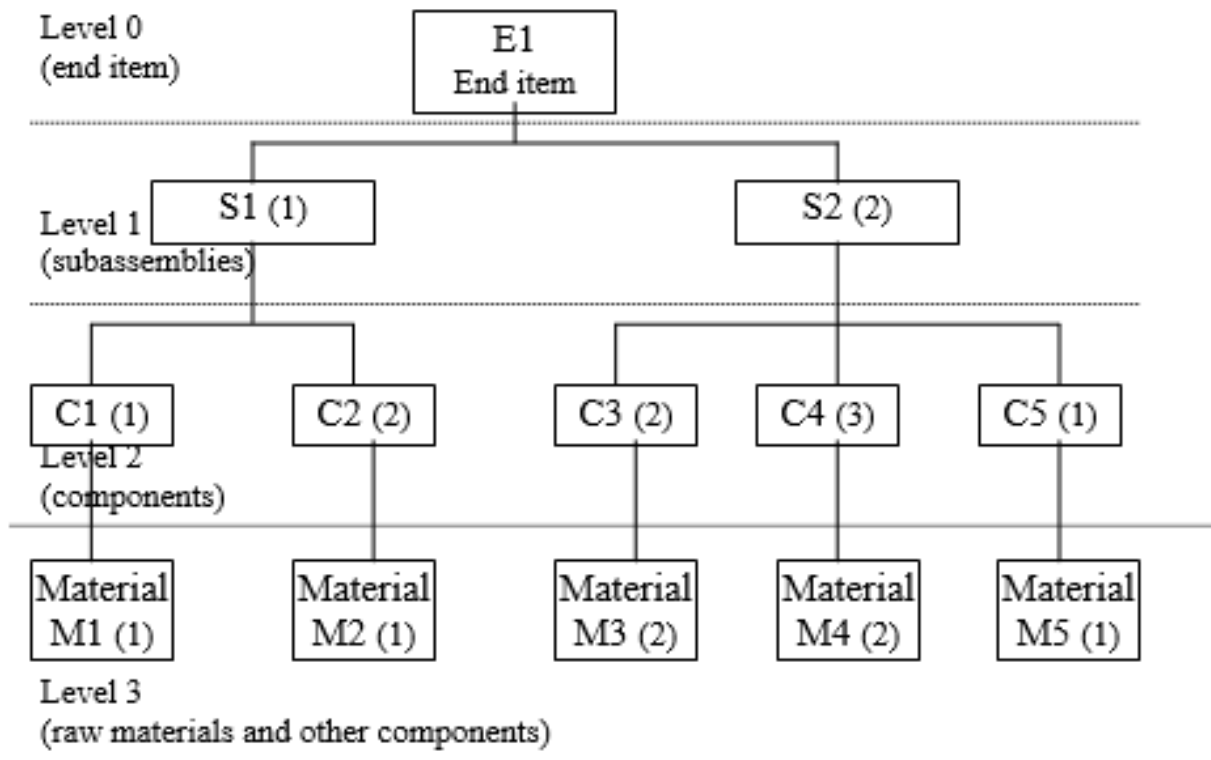 Level 0
(end item)
E1
End item
Level 1
(subassemblies)
S1 (1)
S2 (2)
C1 (1)
C2 (2)
C3 (2)
C4 (3)
C5 (1)
Level 2
(components)
Material
M1 (1)
Material
M2 (1)
Material
M3 (2)
Material
M4 (2)
Material
M5 (1)
Level 3
(raw materials and other components)